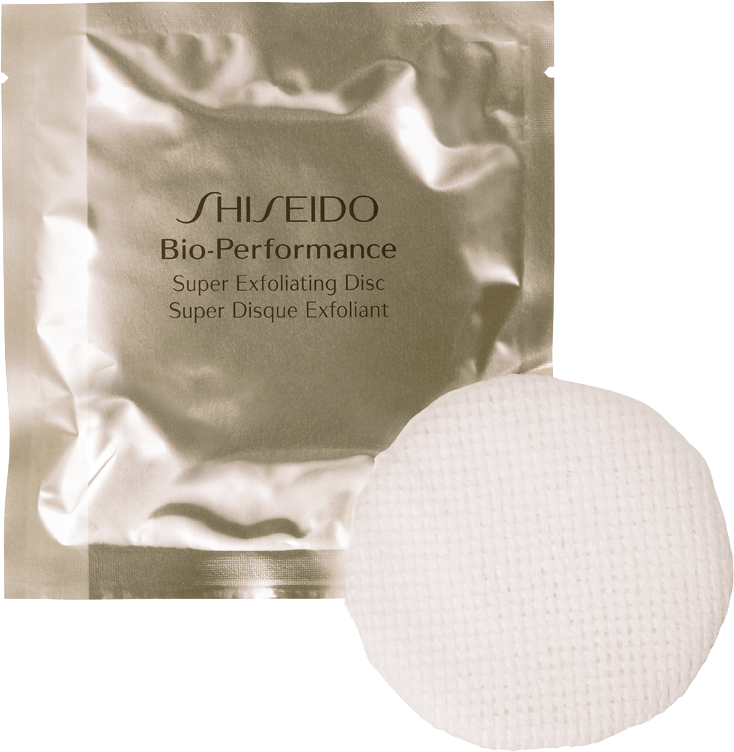 SHISEIDO
Bio-Performance
Super Exfoliating Disc
Super Disque Exfoliant